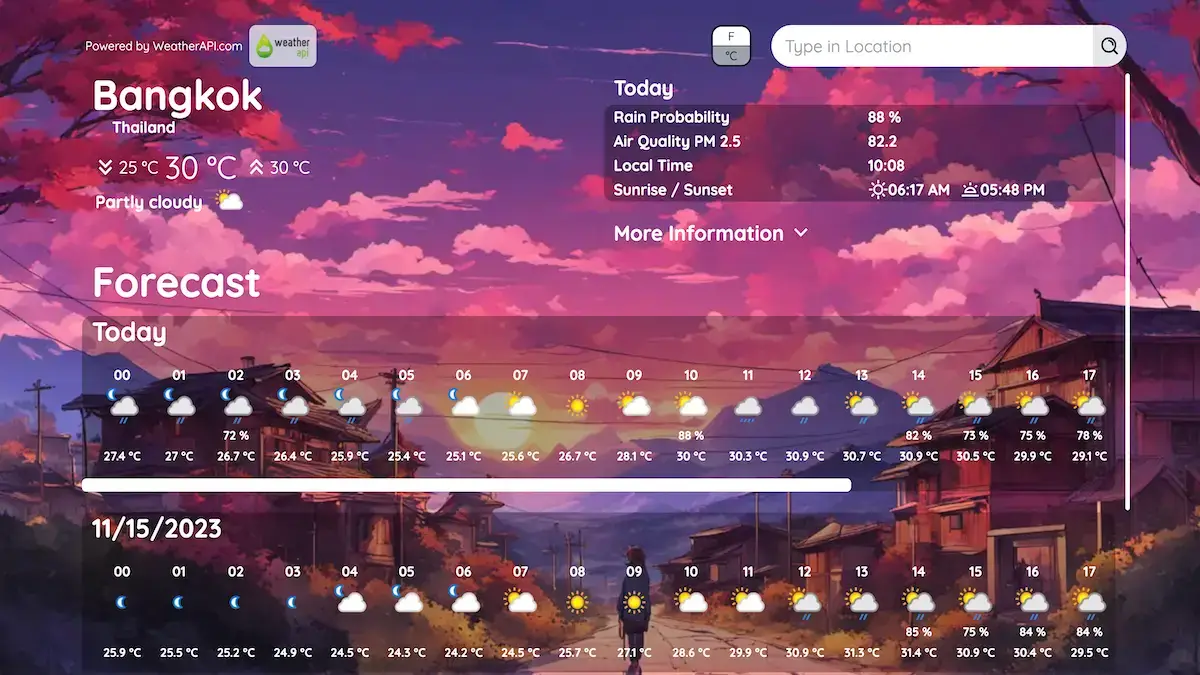 Powered by WeatherAPI.com
weather
api
F
°C
Type in Location
Bangkok
Thailand
25 °C 30 °C 30 °C
Partly cloudy
Today
Rain Probability 88 %
Air Quality PM 2.5 82.2
Local Time 10:08
Sunrise / Sunset 06:17 AM 05:48 PM
More Information
Forecast
Today
00 01 02 03 04 05 06 07 08 09 10 11 12 13 14 15 16 17
72 % 88 % 82 % 73 % 75 % 78 %
27.4 °C 27 °C 26.7 °C 26.4 °C 25.9 °C 25.4 °C 25.1 °C 25.6 °C 26.7 °C 28.1 °C 30 °C 30.3 °C 30.9 °C 30.7 °C 30.9 °C 30.5 °C 29.9 °C 29.1 °C
11/15/2023
00 01 02 03 04 05 06 07 08 09 10 11 12 13 14 15 16 17
85 % 75 % 84 % 84 %
25.9 °C 25.5 °C 25.2 °C 24.9 °C 24.5 °C 24.3 °C 24.2 °C 24.5 °C 25.7 °C 27.1 °C 28.6 °C 29.9 °C 30.9 °C 31.3 °C 31.4 °C 30.9 °C 30.4 °C 29.5 °C